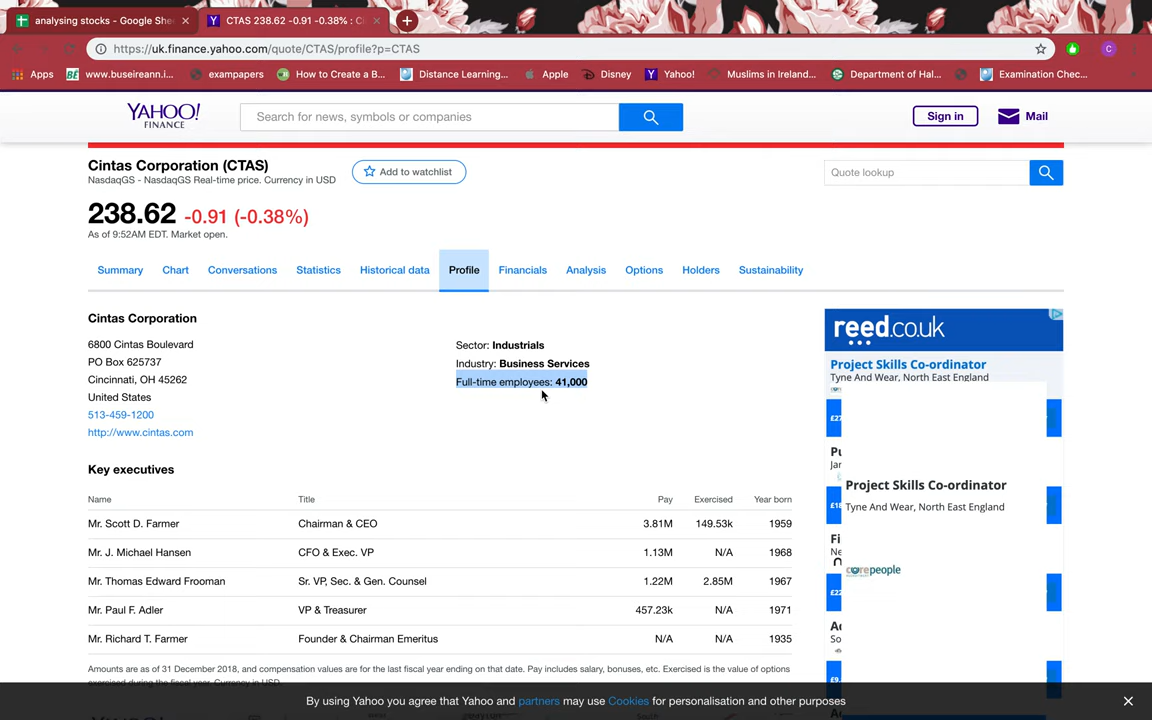 analysing stocks - Google She
CTAS 238.62 -0.91 -0.38% : Ci
https://uk.finance.yahoo.com/quote/CTAS/profile?p=CTAS
C
Apps
www.buseireann.i...
exampapers
How to Create a B...
Distance Learning...
Apple
Disney
Yahoo!
Muslims in Ireland...
Department of Hal...
Examination Chec...
YAHOO!
FINANCE
Search for news, symbols or companies
Sign in
Mail
Cintas Corporation (CTAS)
NasdaqGS - NasdaqGS Real-time price. Currency in USD
Add to watchlist
Quote lookup
238.62 -0.91 (-0.38%)
As of 9:52AM EDT. Market open.
Summary
Chart
Conversations
Statistics
Historical data
Profile
Financials
Analysis
Options
Holders
Sustainability
Cintas Corporation
6800 Cintas Boulevard
PO Box 625737
Cincinnati, OH 45262
United States
513-459-1200
http://www.cintas.com
Sector: Industrials
Industry: Business Services
Full-time employees: 41,000
Key executives
Name Title Pay Exercised Year born
Mr. Scott D. Farmer Chairman & CEO 3.81M 149.53k 1959
Mr. J. Michael Hansen CFO & Exec. VP 1.13M N/A 1968
Mr. Thomas Edward Frooman Sr. VP, Sec. & Gen. Counsel 1.22M 2.85M 1967
Mr. Paul F. Adler VP & Treasurer 457.23k N/A 1971
Mr. Richard T. Farmer Founder & Chairman Emeritus N/A N/A 1935
Amounts are as of 31 December 2018, and compensation values are for the last fiscal year ending on that date. Pay includes salary, bonuses, etc. Exercised is the value of options
exercised during the fiscal year. Currency in USD.
reed.co.uk
Project Skills Co-ordinator
Tyne And Wear, North East England
Project Skills Co-ordinator
Tyne And Wear, North East England
corepeople
By using Yahoo you agree that Yahoo and partners may use Cookies for personalisation and other purposes